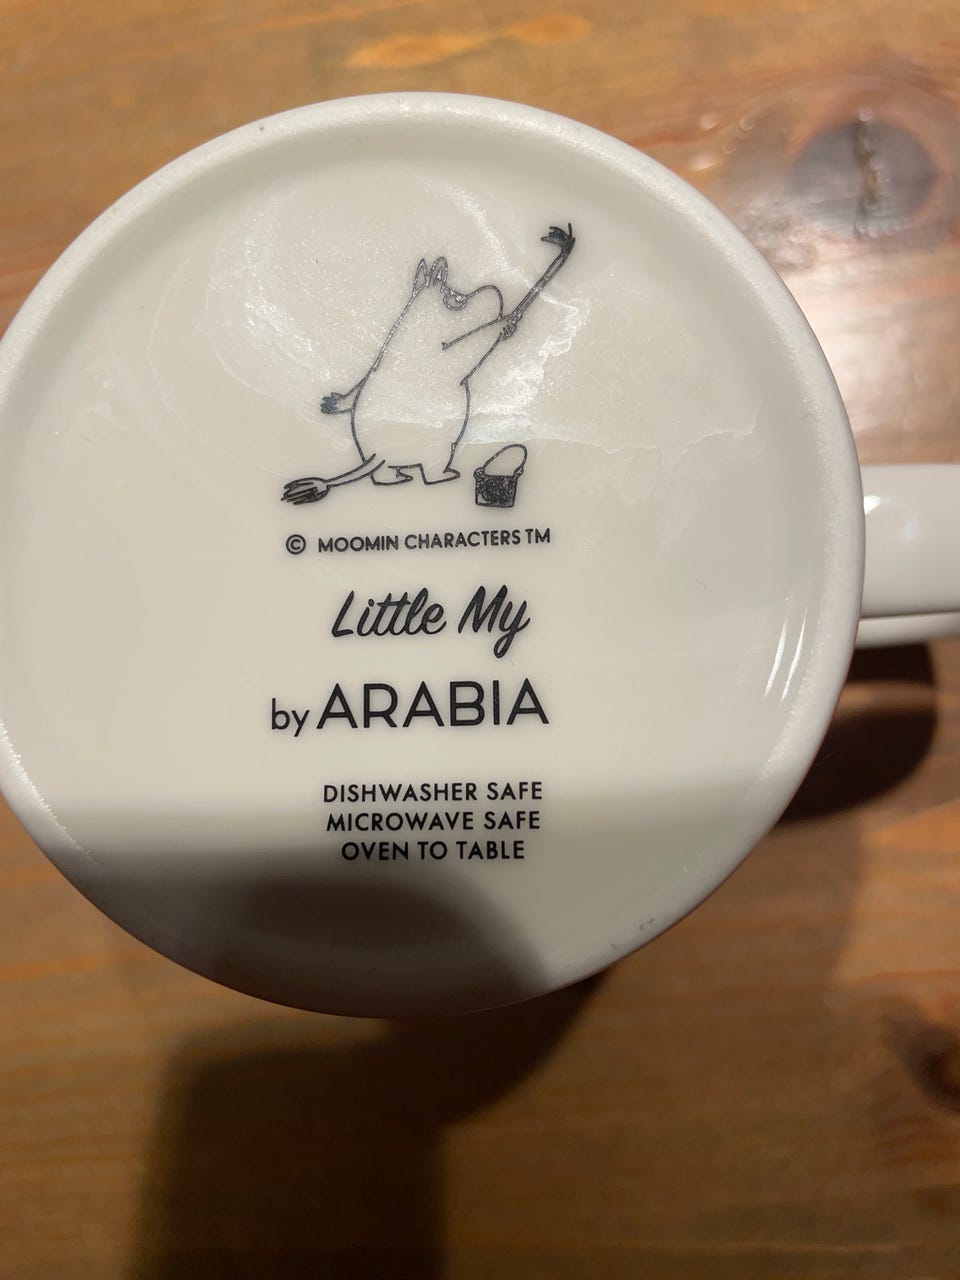 © MOOMIN CHARACTERS TM
Little My
by ARABIA
DISHWASHER SAFE
MICROWAVE SAFE
OVEN TO TABLE